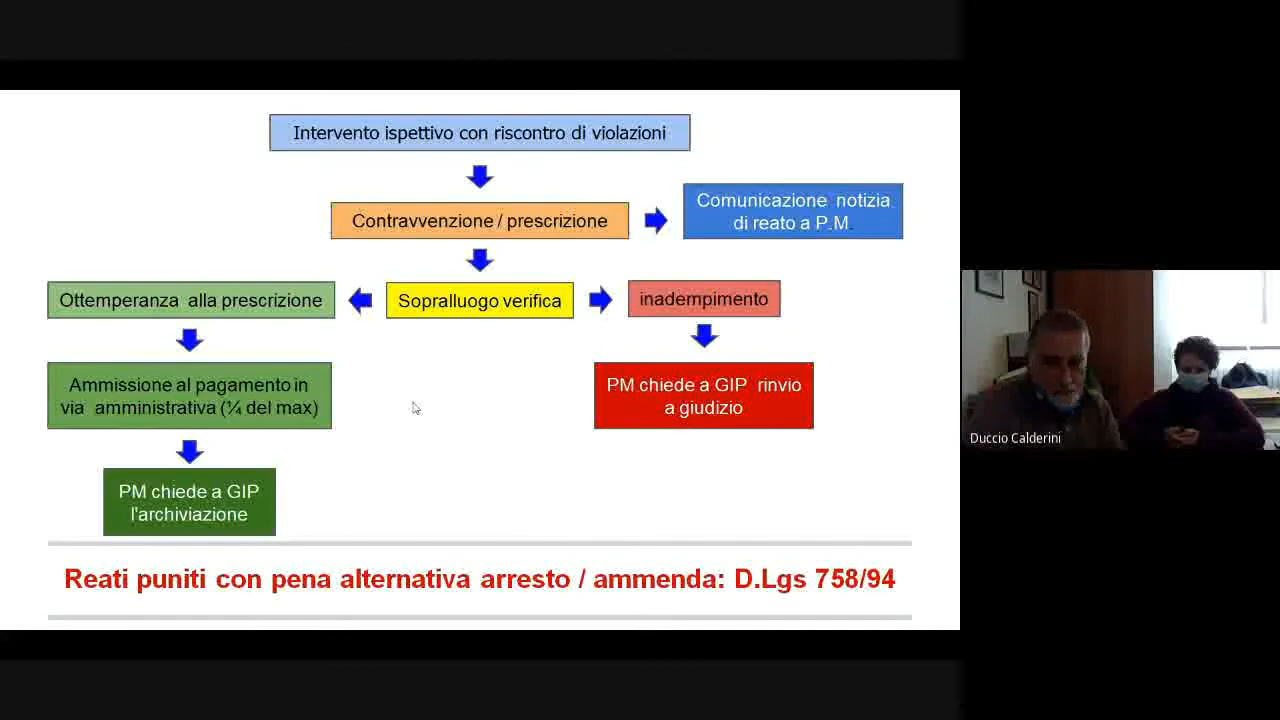 Intervento ispettivo con riscontro di violazioni
Contravvenzione / prescrizione
Comunicazione notizia
di reato a P.M.
Ottemperanza alla prescrizione
Sopralluogo verifica
inadempimento
Ammissione al pagamento in
via amministrativa (¼ del max)
PM chiede a GIP rinvio
a giudizio
PM chiede a GIP
l'archiviazione
Reati puniti con pena alternativa arresto / ammenda: D.Lgs 758/94
Duccio Calderini